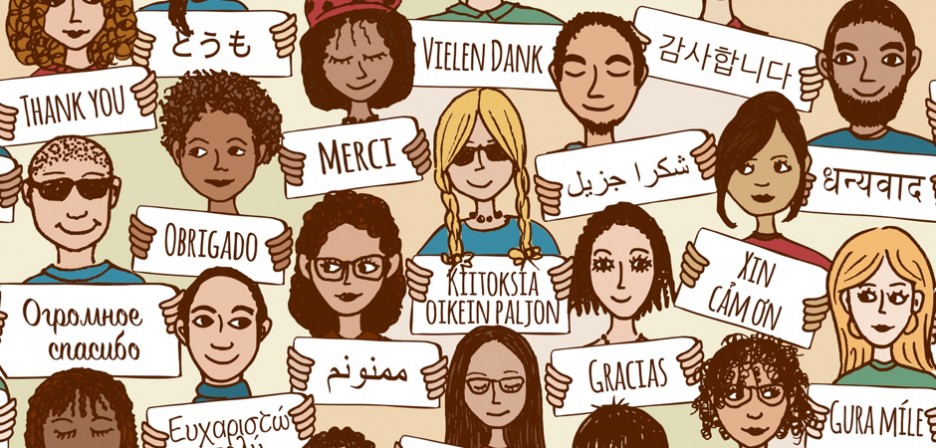 どうも
VIELEN DANK
감사합니다
THANK YOU
MERCI
شكرا جزيل
धन्यवाद
OBRIGADO
KIITOKSIA
OIKEIN PALJON
XIN
CẢM ƠN
Огромное
спасибо
ممنونم
GRACIAS
GURA MÍLE
Ευχαριστώ